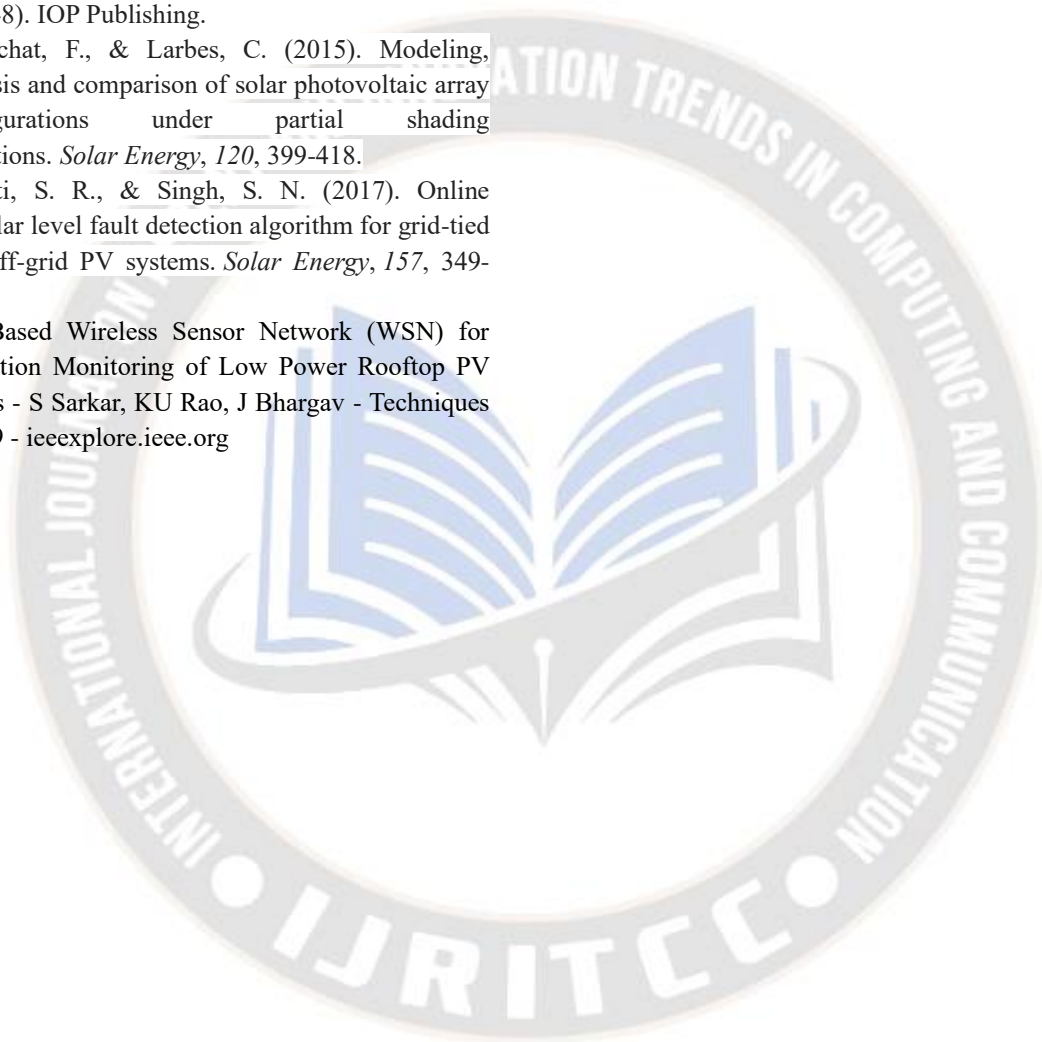 -8). IOP Publishing.
chat, F., & Larbes, C. (2015). Modeling,
sis and comparison of solar photovoltaic array
gurations under partial shading
tions. Solar Energy, 120, 399-418.
ti, S. R., & Singh, S. N. (2017). Online
lar level fault detection algorithm for grid-tied
ff-grid PV systems. Solar Energy, 157, 349-
Based Wireless Sensor Network (WSN) for
tion Monitoring of Low Power Rooftop PV
s - S Sarkar, KU Rao, J Bhargav - Techniques
9 - ieeexplore.ieee.org
INTERNATIONAL JOURNAL ON
ATION TRENDS IN COMPUTING AND COMMUNICATION
IJRITCC